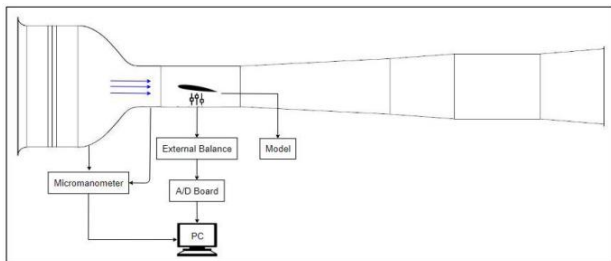 External Balance
Model
Micromanometer
A/D Board
PC